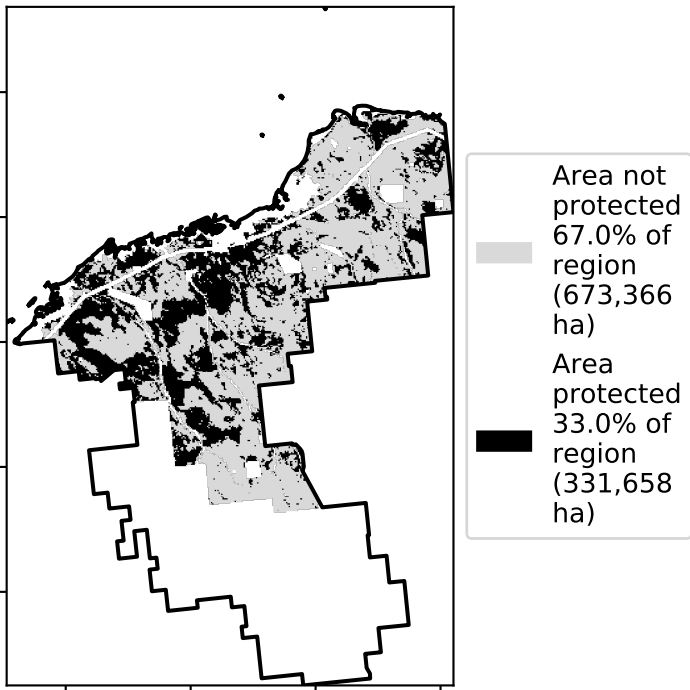 Area not
protected
67.0% of
region
(673,366
ha)
Area
protected
33.0% of
region
(331,658
ha)